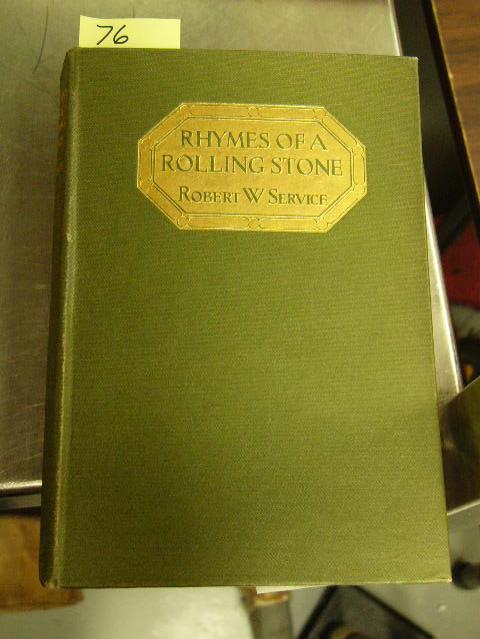 76
RHYMES OF A
ROLLING STONE
ROBERT W SERVICE